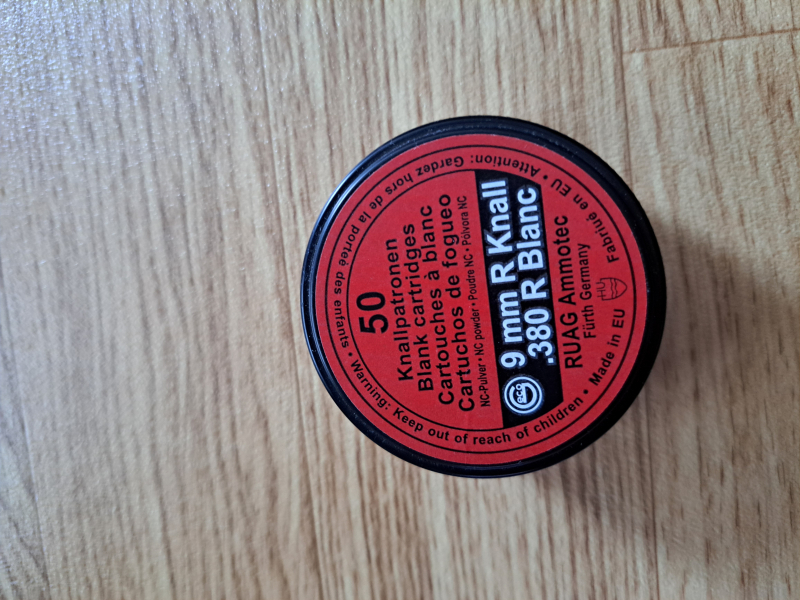 50
Knallpatronen
Blank cartridges
Cartouches à blanc
Cartuchos de fogueo
NC-Pulver • NC powder • Poudre NC • Pólvora NC
Geco
9 mm R Knall
.380 R Blanc
RUAG Ammotec
Fürth Germany
Warning: Keep out of reach of children • Made in EU
Fabriqué en EU • Attention: Gardez hors de la porteé des enfants •